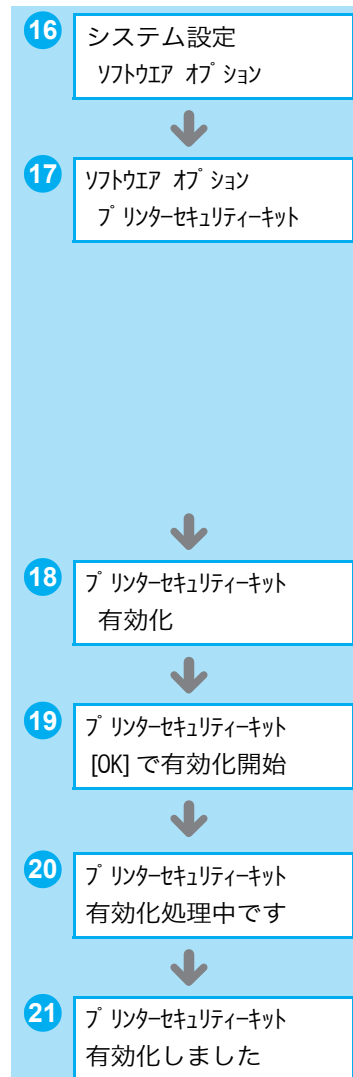 16
システム設定
ｿﾌﾄｳｴｱ ｵﾌﾟｼｮﾝ
17
ｿﾌﾄｳｴｱ ｵﾌﾟｼｮﾝ
ﾌﾟﾘﾝﾀｰｾｷｭﾘﾃｨｰｷｯﾄ
18
ﾌﾟﾘﾝﾀｰｾｷｭﾘﾃｨｰｷｯﾄ
有効化
19
ﾌﾟﾘﾝﾀｰｾｷｭﾘﾃｨｰｷｯﾄ
[OK] で有効化開始
20
ﾌﾟﾘﾝﾀｰｾｷｭﾘﾃｨｰｷｯﾄ
有効化処理中です
21
ﾌﾟﾘﾝﾀｰｾｷｭﾘﾃｨｰｷｯﾄ
有効化しました